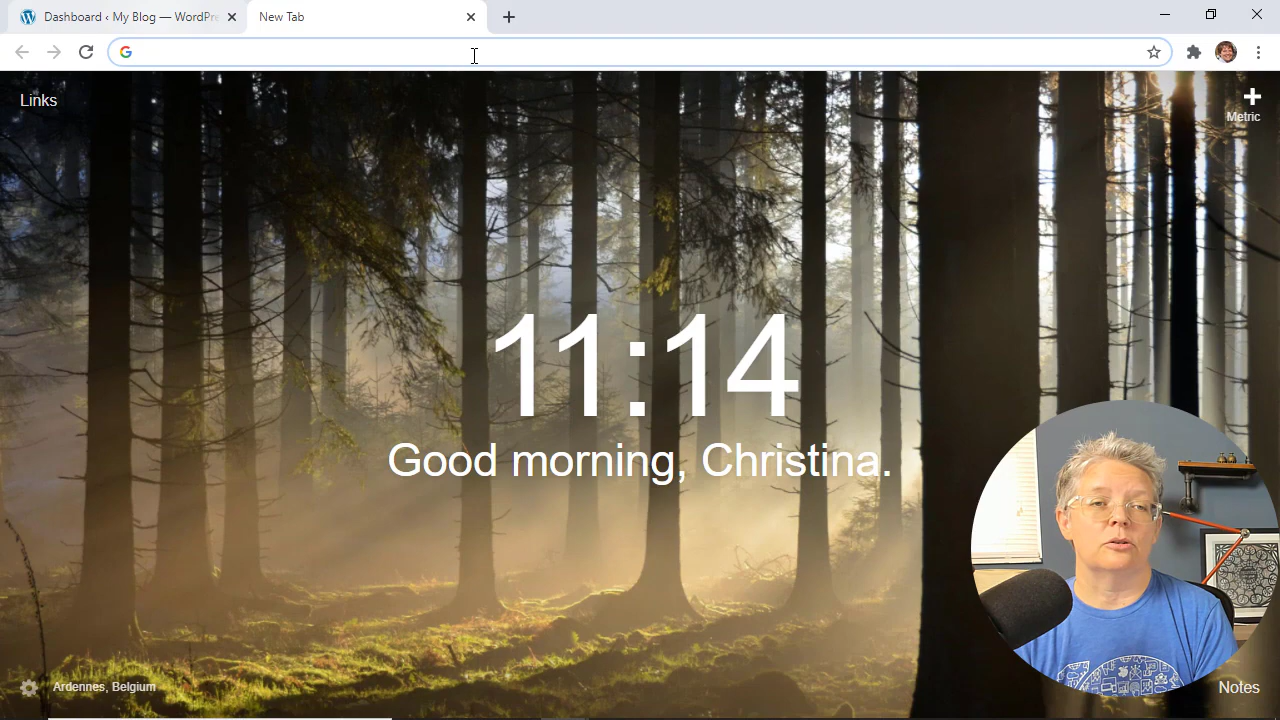 Dashboard ‹ My Blog — WordPre
New Tab
Links
Metric
11:14
Good morning, Christina.
Ardennes, Belgium
Notes